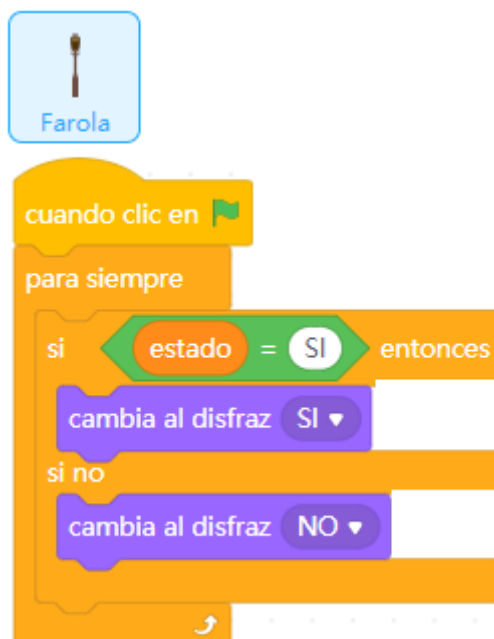 Farola
cuando clic en
para siempre
si estado = SI entonces
cambia al disfraz SI
si no
cambia al disfraz NO